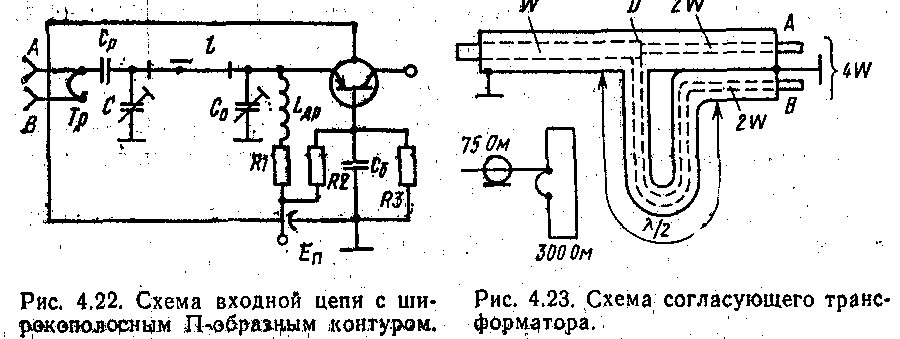 W D 2W
A
B
Cр
l
Tр
C
C₀
Lдр
R1
R2
Cб
R3
Eп
A
B
4W
2W
75 Ом
300 Ом
λ/2
Рис. 4.22. Схема входной цепи с ши-
рокополосным П-образным контуром.
Рис. 4.23. Схема согласующего транс-
форматора.